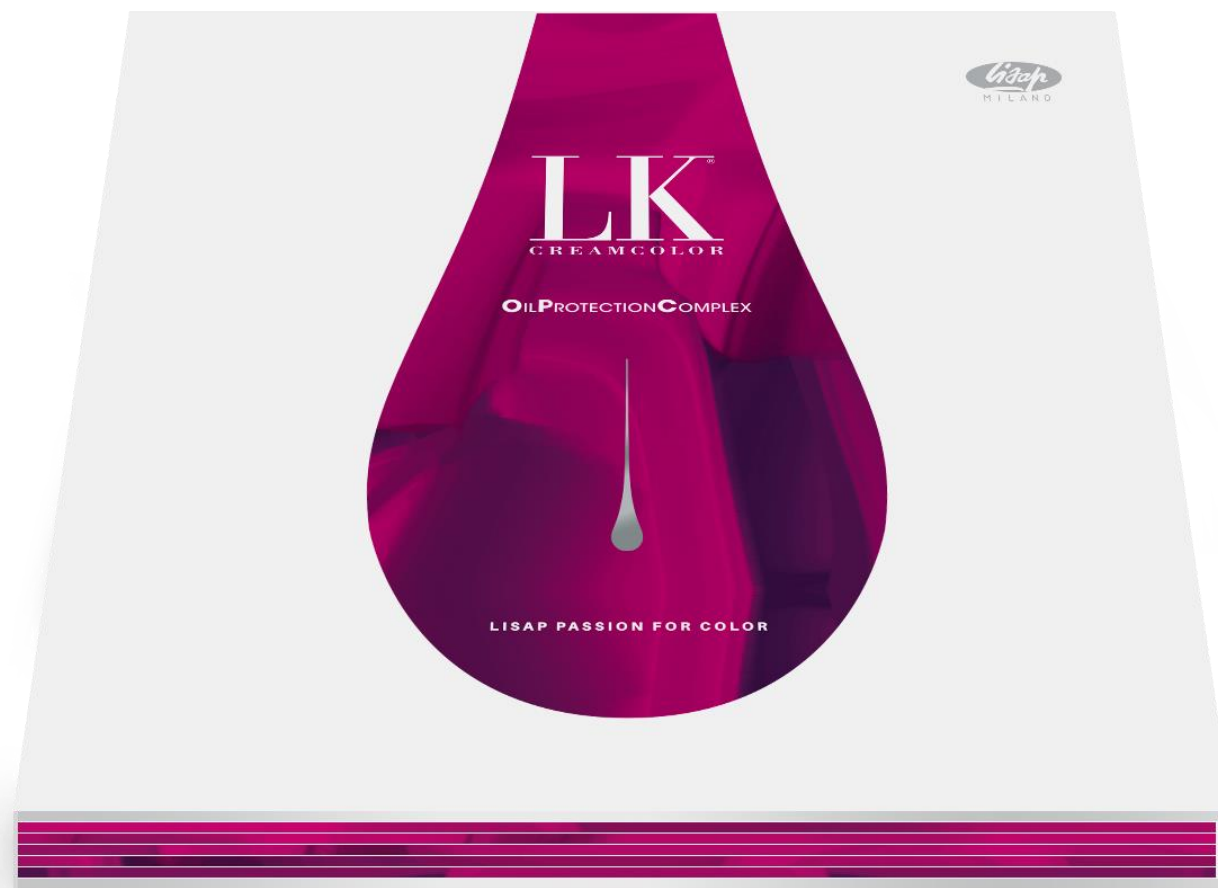 lisap
MILANO
LK®
CREAMCOLOR
OILPROTECTIONCOMPLEX
LISAP PASSION FOR COLOR